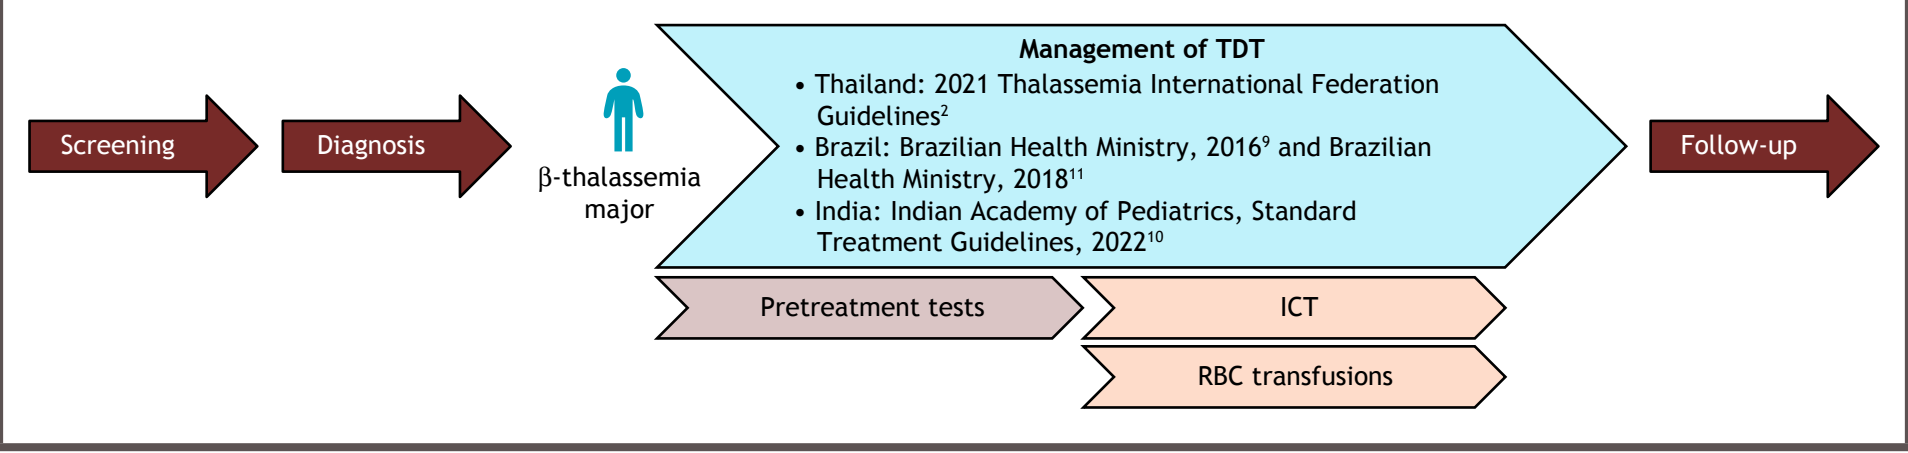 Screening
Diagnosis
β-thalassemia
major
Management of TDT
• Thailand: 2021 Thalassemia International Federation
Guidelines²
• Brazil: Brazilian Health Ministry, 2016⁹ and Brazilian
Health Ministry, 2018¹¹
• India: Indian Academy of Pediatrics, Standard
Treatment Guidelines, 2022¹⁰
Pretreatment tests
ICT
RBC transfusions
Follow-up